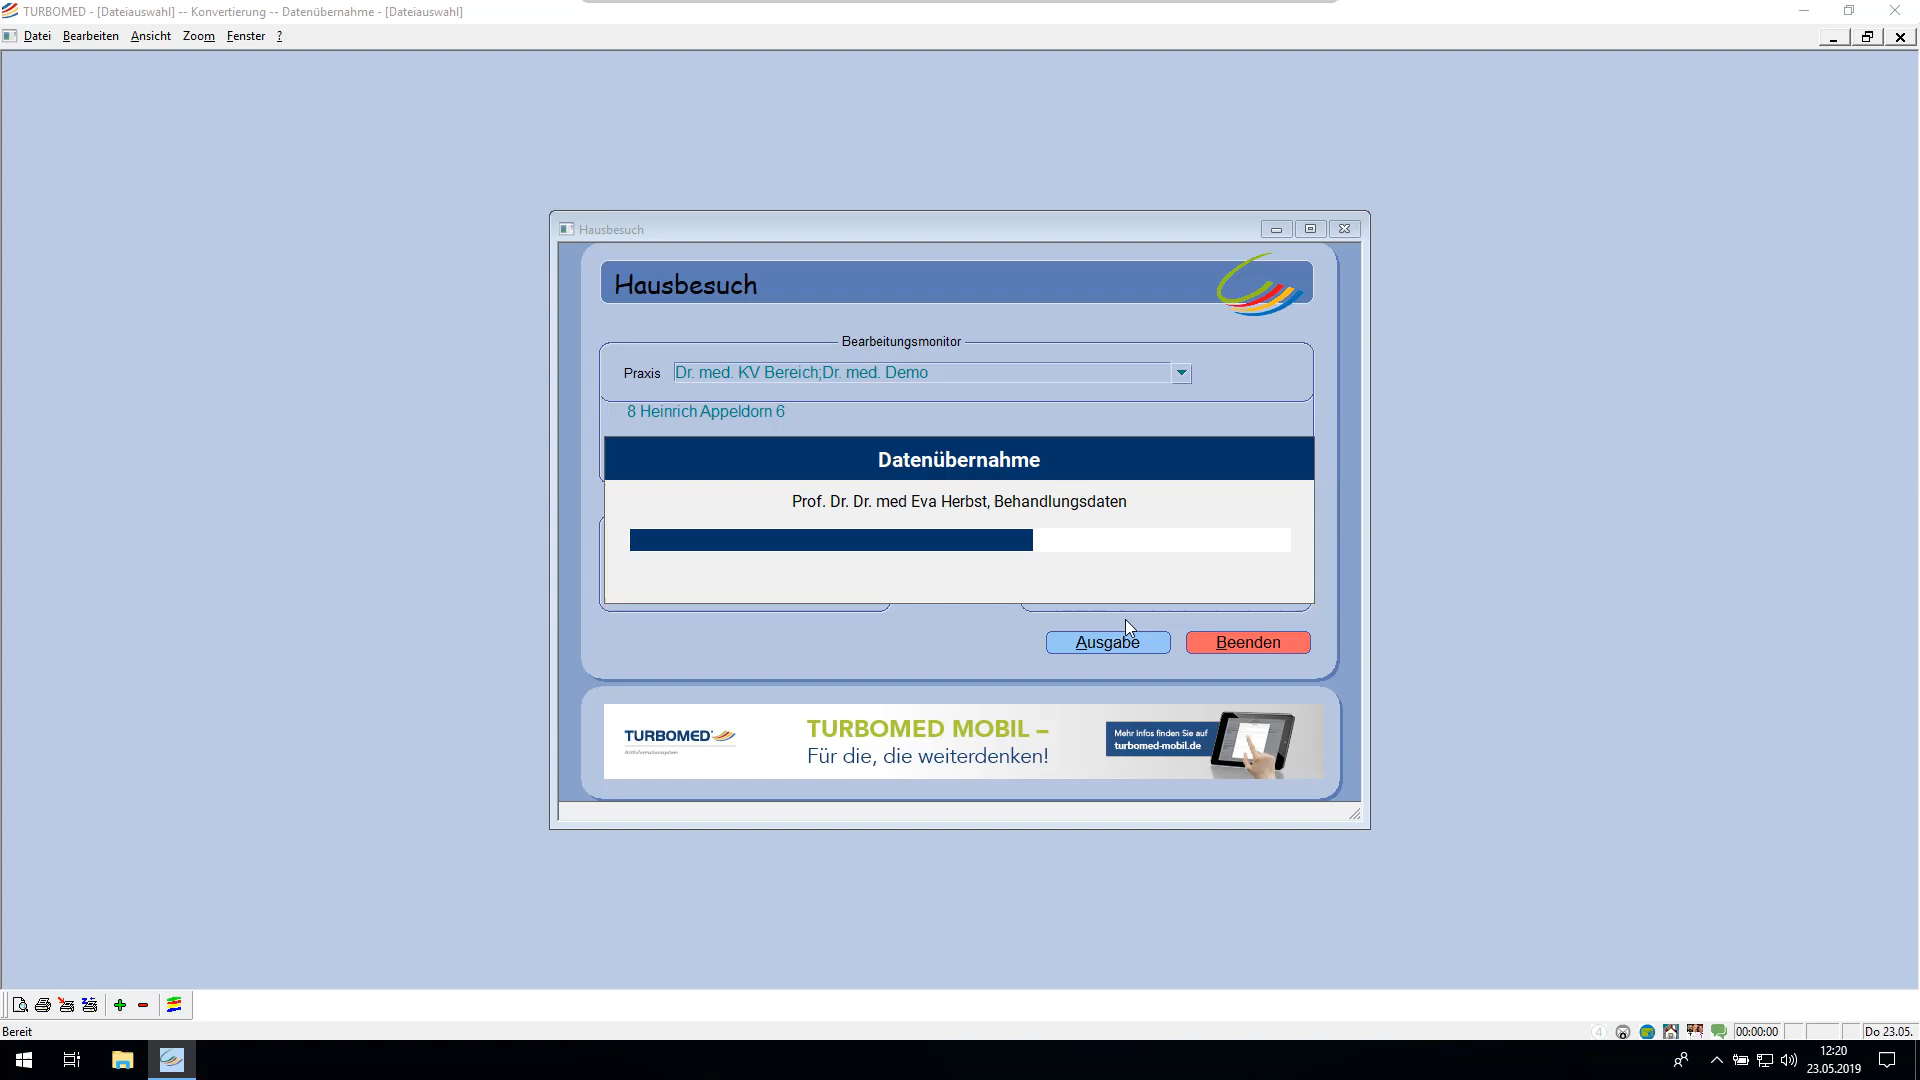 TURBOMED - [Dateiauswahl] -- Konvertierung -- Datenübernahme - [Dateiauswahl]
Datei Bearbeiten Ansicht Zoom Fenster ?
Hausbesuch
Hausbesuch
Bearbeitungsmonitor
Praxis Dr. med. KV Bereich;Dr. med. Demo
8 Heinrich Appeldorn 6
Datenübernahme
Prof. Dr. Dr. med Eva Herbst, Behandlungsdaten
Ausgabe Beenden
TURBOMED
Arztinformationssystem
TURBOMED MOBIL –
Für die, die weiterdenken!
Mehr Infos finden Sie auf
turbomed-mobil.de
Bereit
4
00:00:00
Do 23.05.
12:20
23.05.2019